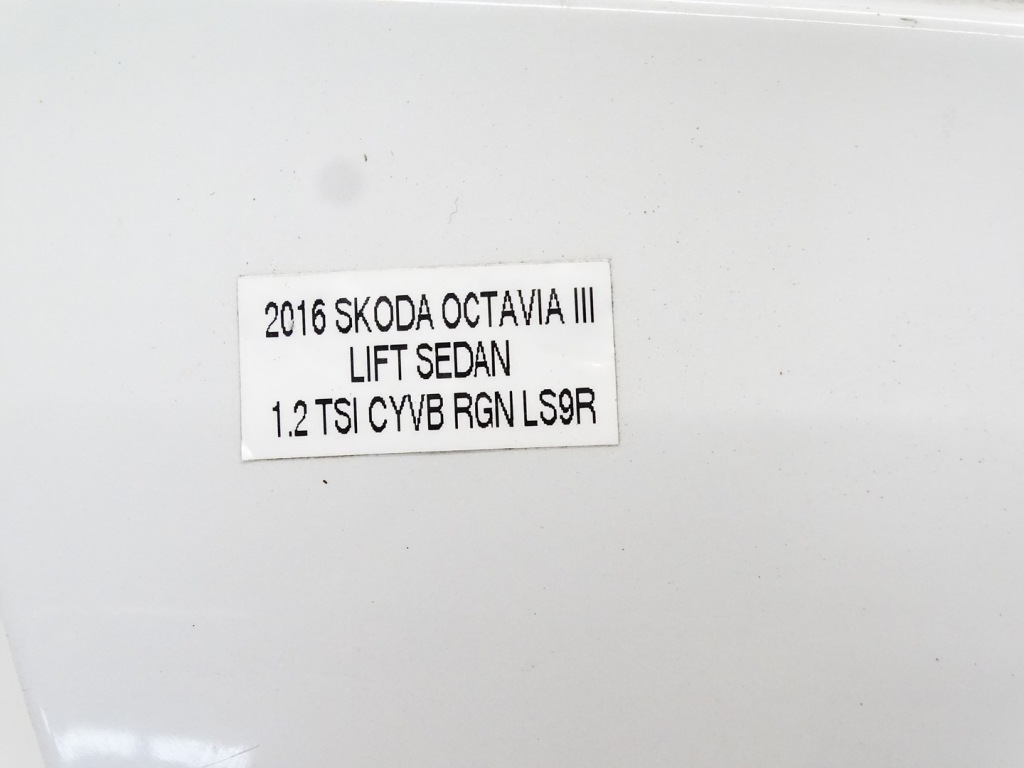 2016 SKODA OCTAVIA III
LIFT SEDAN
1.2 TSI CYVB RGN LS9R